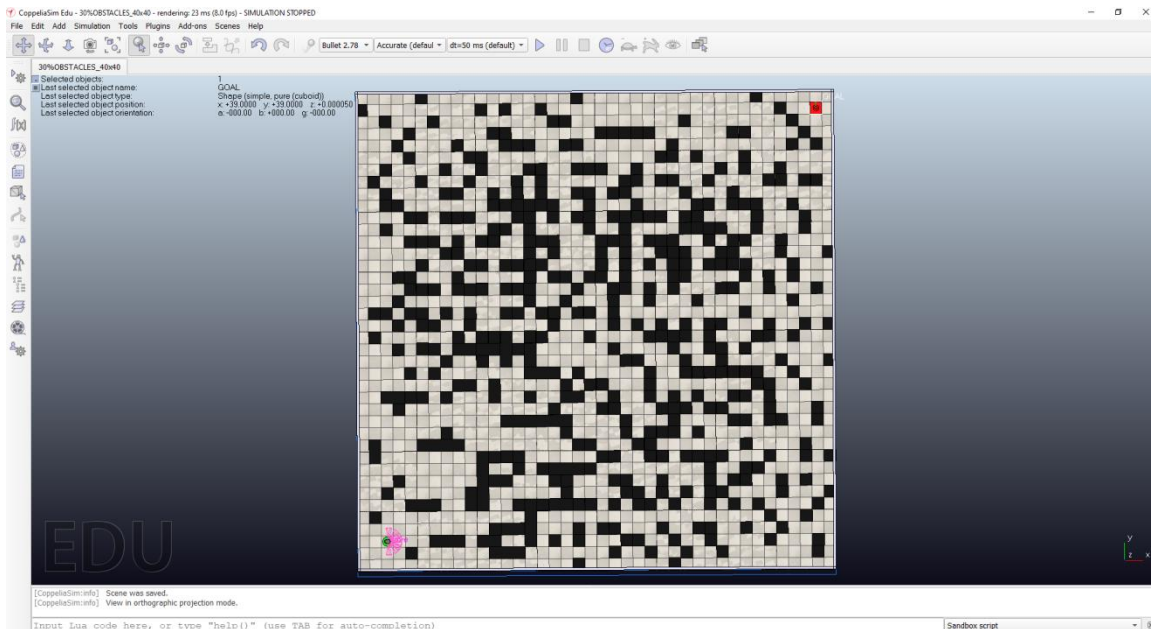 CoppeliaSim Edu - 30%OBSTACLES_40x40 - rendering: 23 ms (8.0 fps) - SIMULATION STOPPED
File Edit Add Simulation Tools Plugins Add-ons Scenes Help
Bullet 2.78 Accurate (defaul dt=50 ms (default)
30%OBSTACLES_40x40
Selected objects: 1
Last selected object name: GOAL
Last selected object type: Shape (simple, pure (cuboid))
Last selected object position: x: +39.0000 y: +39.0000 z: +0.000050
Last selected object orientation: a: -000.00 b: +000.00 g: -000.00
f(x)
EDU
y
z x
[CoppeliaSim:info] Scene was saved.
[CoppeliaSim:info] View in orthographic projection mode.
Input Lua code here, or type "help()" (use TAB for auto-completion)
Sandbox script